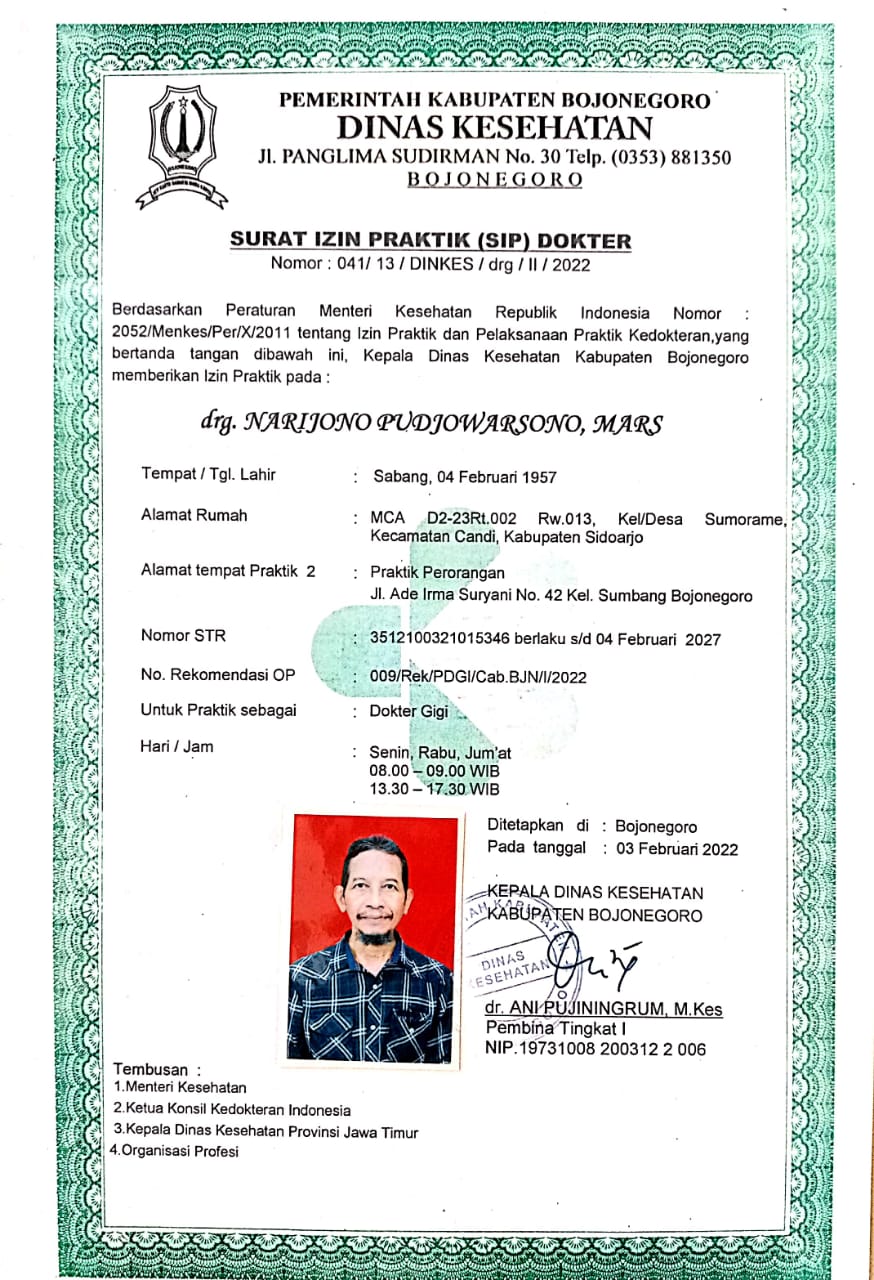 PEMERINTAH KABUPATEN BOJONEGORO
DINAS KESEHATAN
Jl. PANGLIMA SUDIRMAN No. 30 Telp. (0353) 881350
BOJONEGORO
SURAT IZIN PRAKTIK (SIP) DOKTER
Nomor : 041/ 13 / DINKES / drg / II / 2022
Berdasarkan Peraturan Menteri Kesehatan Republik Indonesia Nomor :
2052/Menkes/Per/X/2011 tentang Izin Praktik dan Pelaksanaan Praktik Kedokteran,yang
bertanda tangan dibawah ini, Kepala Dinas Kesehatan Kabupaten Bojonegoro
memberikan Izin Praktik pada :
drg. NARIJONO PUDJOWARSONO, MARS
Tempat / Tgl. Lahir : Sabang, 04 Februari 1957
Alamat Rumah : MCA D2-23Rt.002 Rw.013, Kel/Desa Sumorame,
Kecamatan Candi, Kabupaten Sidoarjo
Alamat tempat Praktik 2 : Praktik Perorangan
Jl. Ade Irma Suryani No. 42 Kel. Sumbang Bojonegoro
Nomor STR : 3512100321015346 berlaku s/d 04 Februari 2027
No. Rekomendasi OP : 009/Rek/PDGI/Cab.BJN/I/2022
Untuk Praktik sebagai : Dokter Gigi
Hari / Jam : Senin, Rabu, Jum'at
08.00 – 09.00 WIB
13.30 – 17.30 WIB
Ditetapkan di : Bojonegoro
Pada tanggal : 03 Februari 2022
KEPALA DINAS KESEHATAN
KABUPATEN BOJONEGORO
DINAS
KESEHATAN
dr. ANI PUJININGRUM, M.Kes
Pembina Tingkat I
NIP.19731008 200312 2 006
Tembusan :
1.Menteri Kesehatan
2.Ketua Konsil Kedokteran Indonesia
3.Kepala Dinas Kesehatan Provinsi Jawa Timur
4.Organisasi Profesi